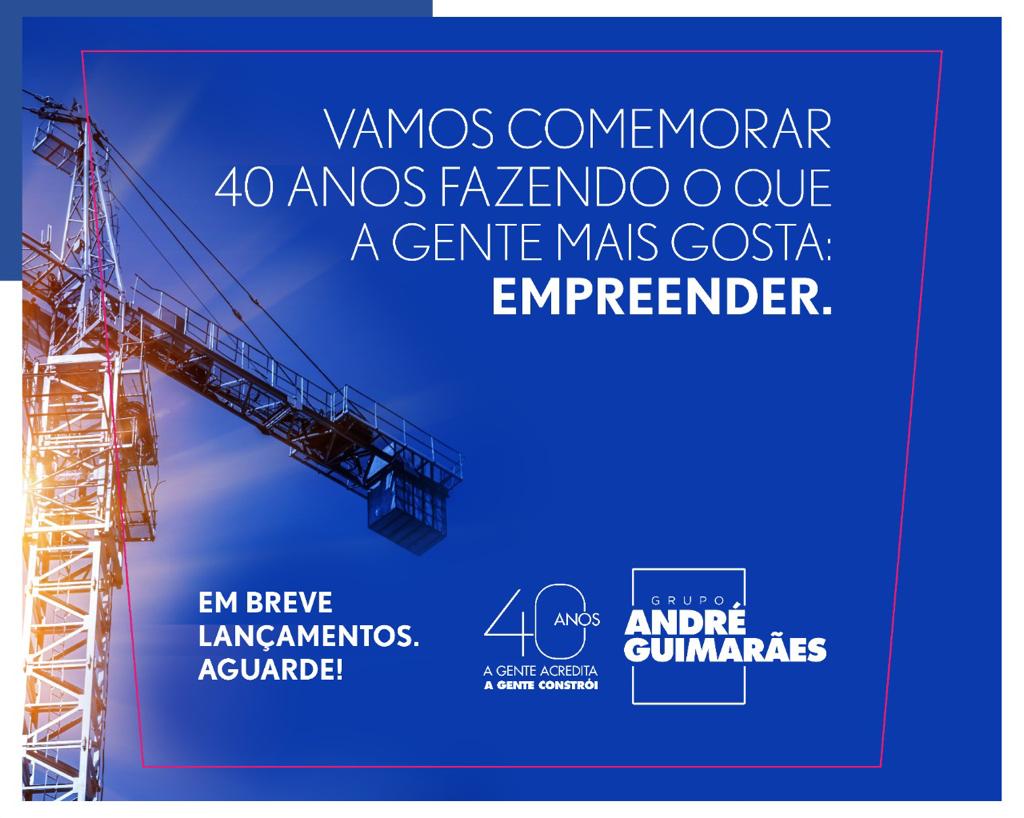 VAMOS COMEMORAR
40 ANOS FAZENDO O QUE
A GENTE MAIS GOSTA:
EMPREENDER.
EM BREVE
LANÇAMENTOS.
AGUARDE!
40 ANOS
A GENTE ACREDITA
A GENTE CONSTRÓI
GRUPO
ANDRÉ
GUIMARÃES